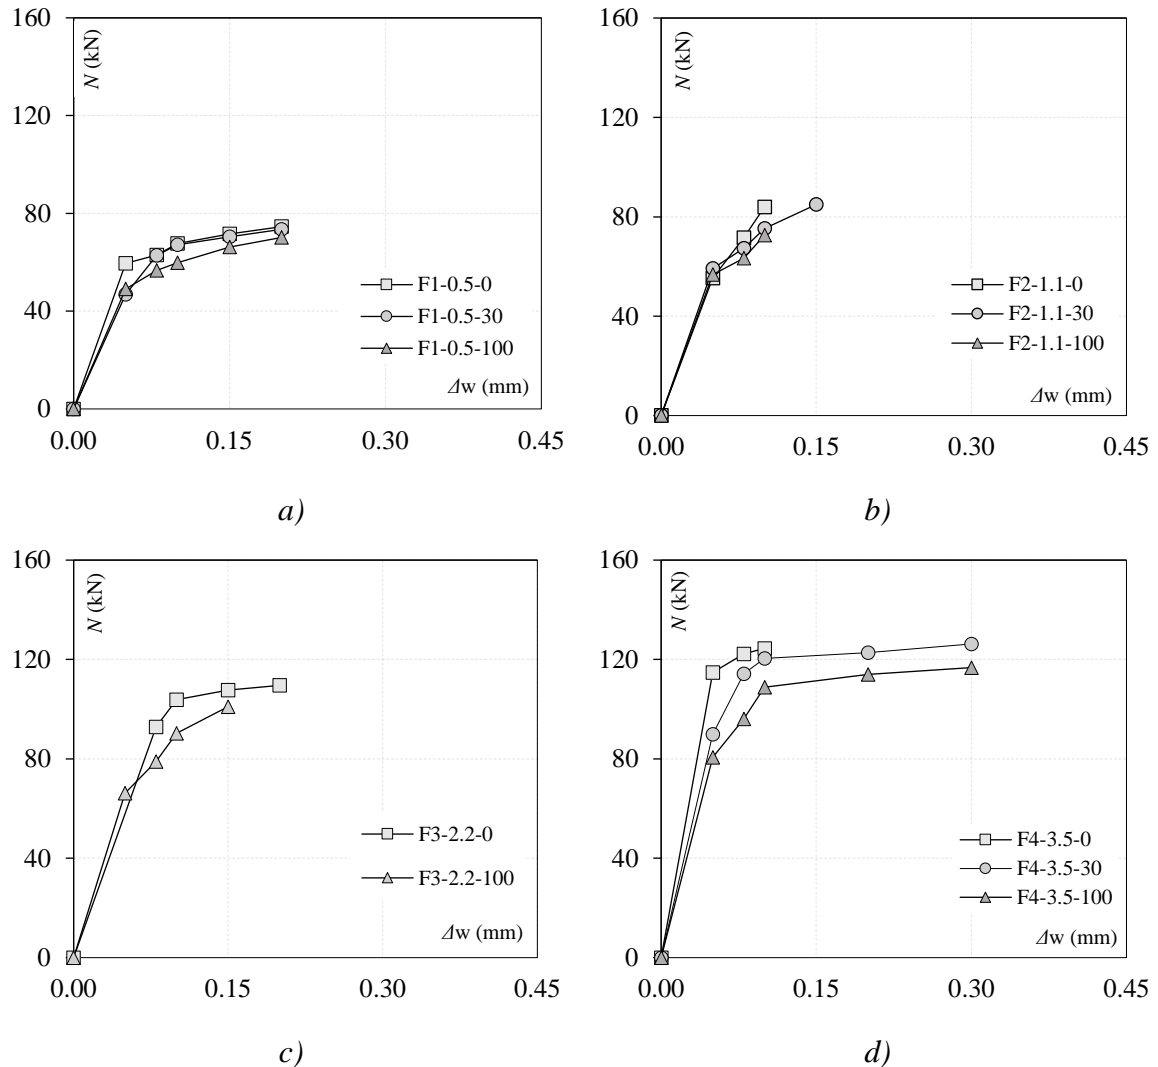 160
120
80
40
0
N (kN)
F1-0.5-0
F1-0.5-30
F1-0.5-100
Δw (mm)
0.00 0.15 0.30 0.45
a)
160
120
80
40
0
N (kN)
F2-1.1-0
F2-1.1-30
F2-1.1-100
Δw (mm)
0.00 0.15 0.30 0.45
b)
160
120
80
40
0
N (kN)
F3-2.2-0
F3-2.2-100
Δw (mm)
0.00 0.15 0.30 0.45
c)
160
120
80
40
0
N (kN)
F4-3.5-0
F4-3.5-30
F4-3.5-100
Δw (mm)
0.00 0.15 0.30 0.45
d)